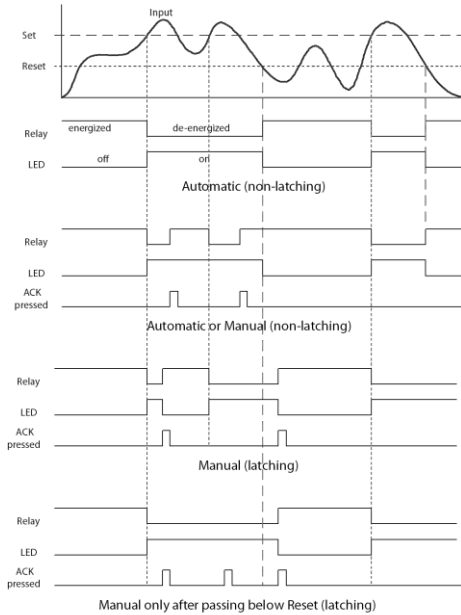 Input
Set
Reset
Relay energized de-energized
LED off on
Automatic (non-latching)
Relay
LED
ACK
pressed
Automatic or Manual (non-latching)
Relay
LED
ACK
pressed
Manual (latching)
Relay
LED
ACK
pressed
Manual only after passing below Reset (latching)